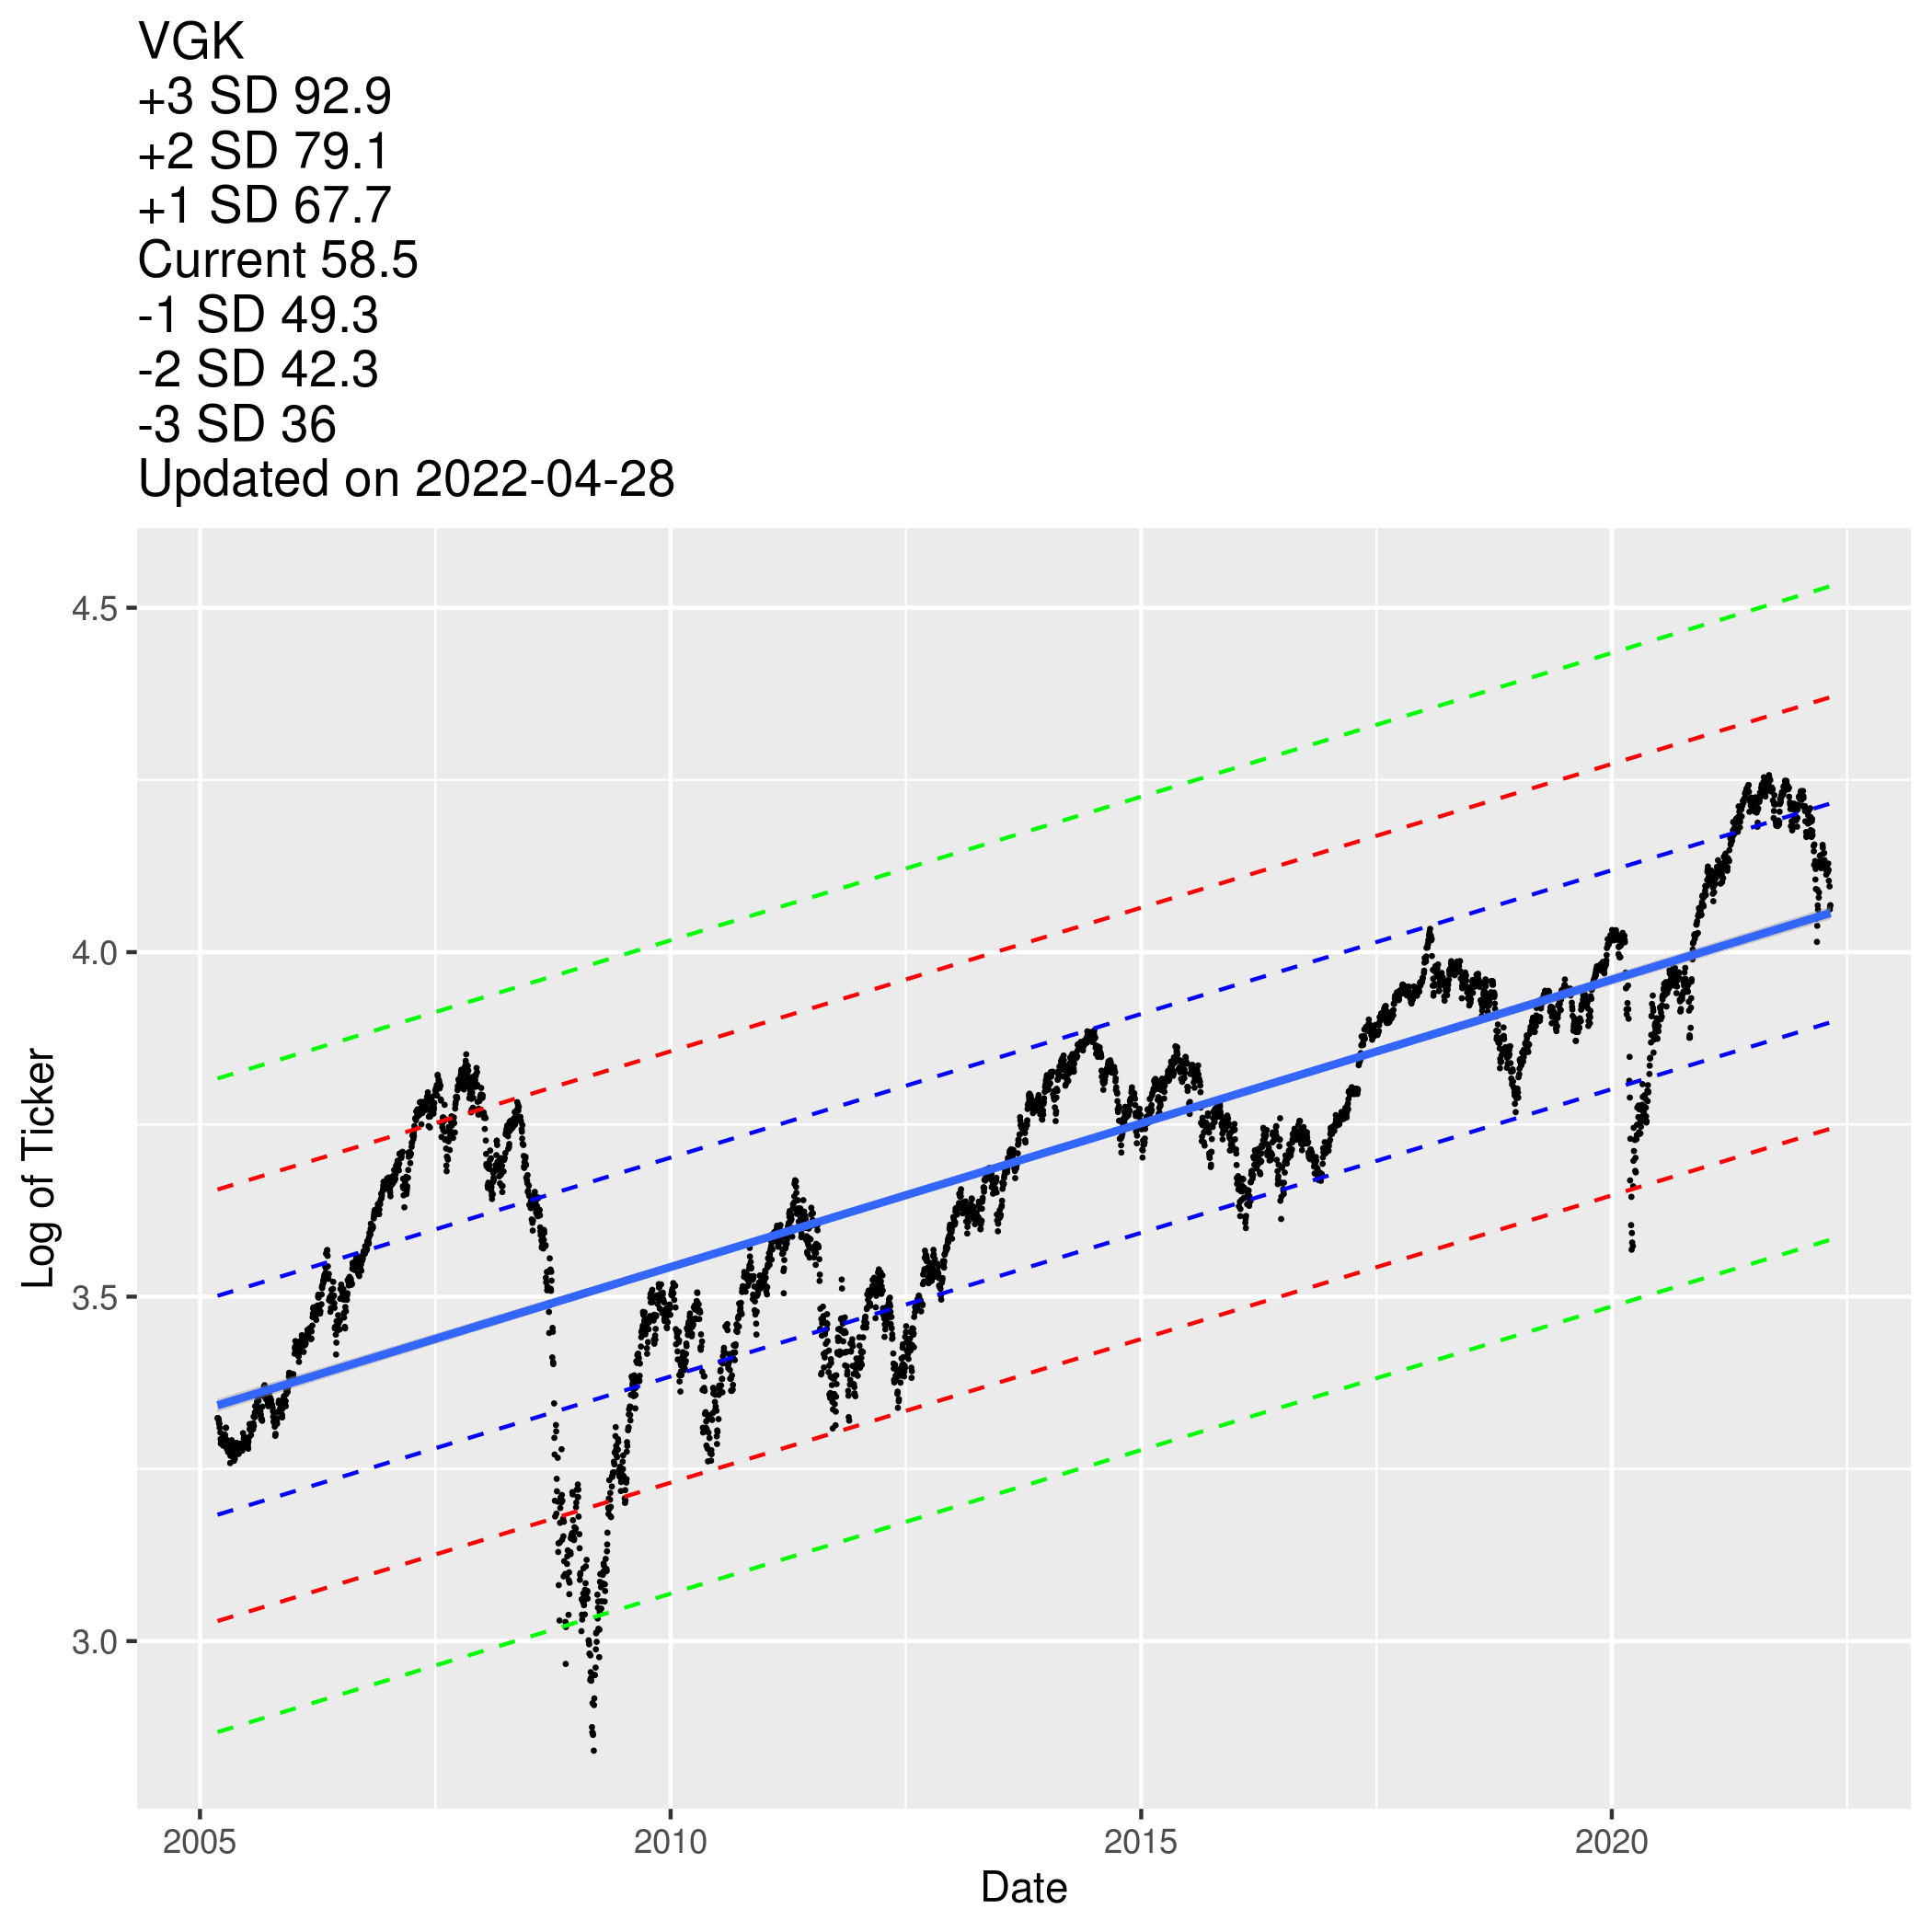 VGK
+3 SD 92.9
+2 SD 79.1
+1 SD 67.7
Current 58.5
-1 SD 49.3
-2 SD 42.3
-3 SD 36
Updated on 2022-04-28
4.5
4.0
3.5
3.0
Log of Ticker
2005 2010 2015 2020
Date